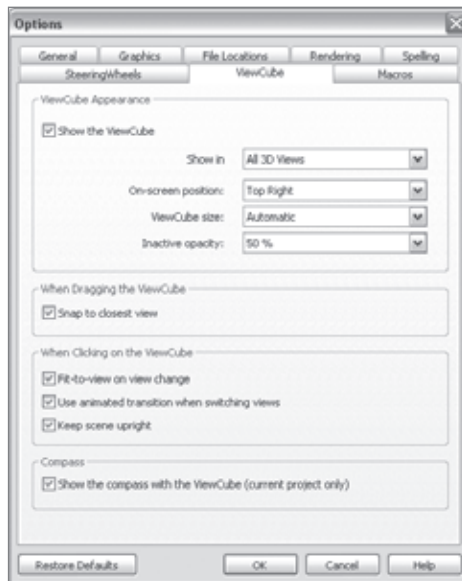 Options
General Graphics File Locations Rendering Spelling
SteeringWheels ViewCube Macros
ViewCube Appearance
Show the ViewCube
Show in All 3D Views
On-screen position: Top Right
ViewCube size: Automatic
Inactive opacity: 50 %
When Dragging the ViewCube
Snap to closest view
When Clicking on the ViewCube
Fit-to-view on view change
Use animated transition when switching views
Keep scene upright
Compass
Show the compass with the ViewCube (current project only)
Restore Defaults OK Cancel Help